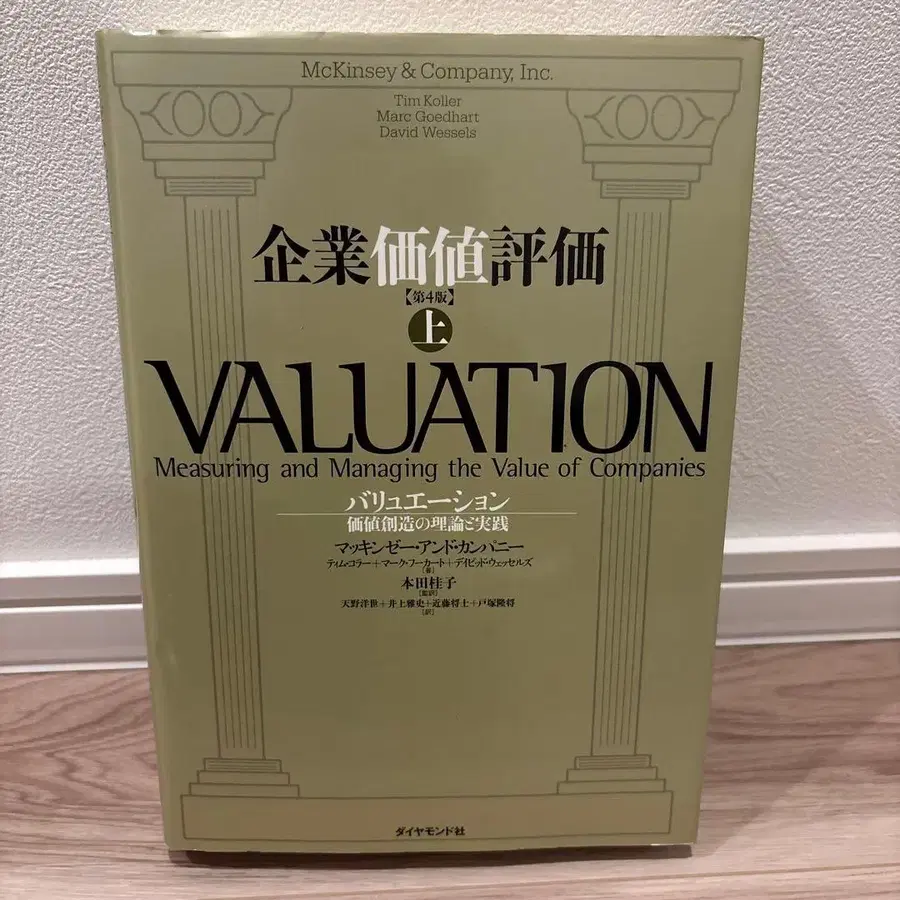 McKinsey & Company, Inc.
Tim Koller
Marc Goedhart
David Wessels
企業価値評価
【第4版】
上
VALUATION
Measuring and Managing the Value of Companies
バリュエーション
価値創造の理論と実践
マッキンゼー・アンド・カンパニー
ティム・コラー＋マーク・フーカート＋デイビッド・ウェッセルズ
[著]
本田桂子
[監訳]
天野洋世＋井上雅史＋近藤将士＋戸塚隆将
[訳]
ダイヤモンド社